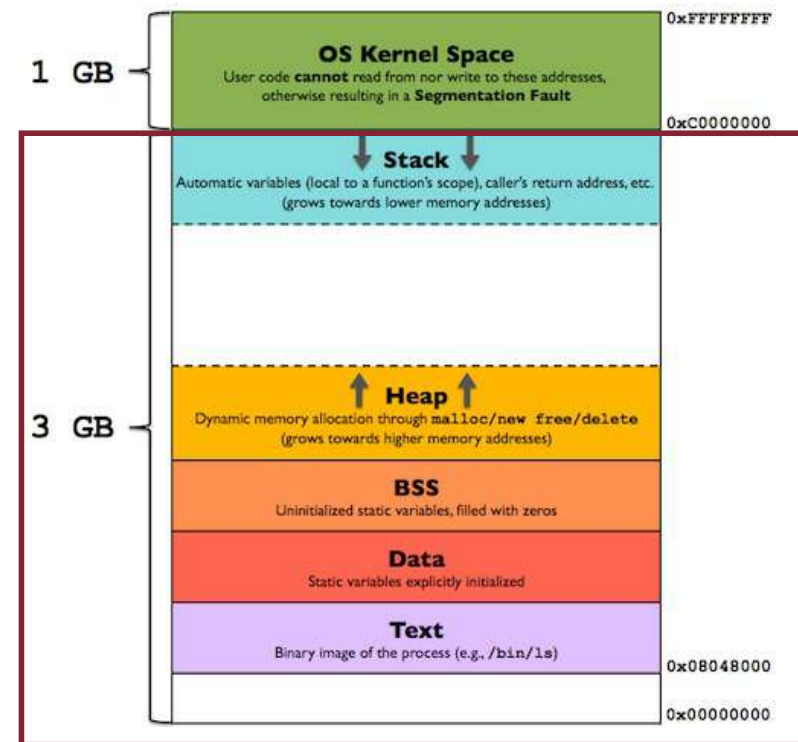 0xFFFFFFFF
1 GB
OS Kernel Space
User code cannot read from nor write to these addresses,
otherwise resulting in a Segmentation Fault
0xC0000000
Stack
Automatic variables (local to a function's scope), caller's return address, etc.
(grows towards lower memory addresses)
3 GB
Heap
Dynamic memory allocation through malloc/new free/delete
(grows towards higher memory addresses)
BSS
Uninitialized static variables, filled with zeros
Data
Static variables explicitly initialized
Text
Binary image of the process (e.g., /bin/ls)
0x08048000
0x00000000